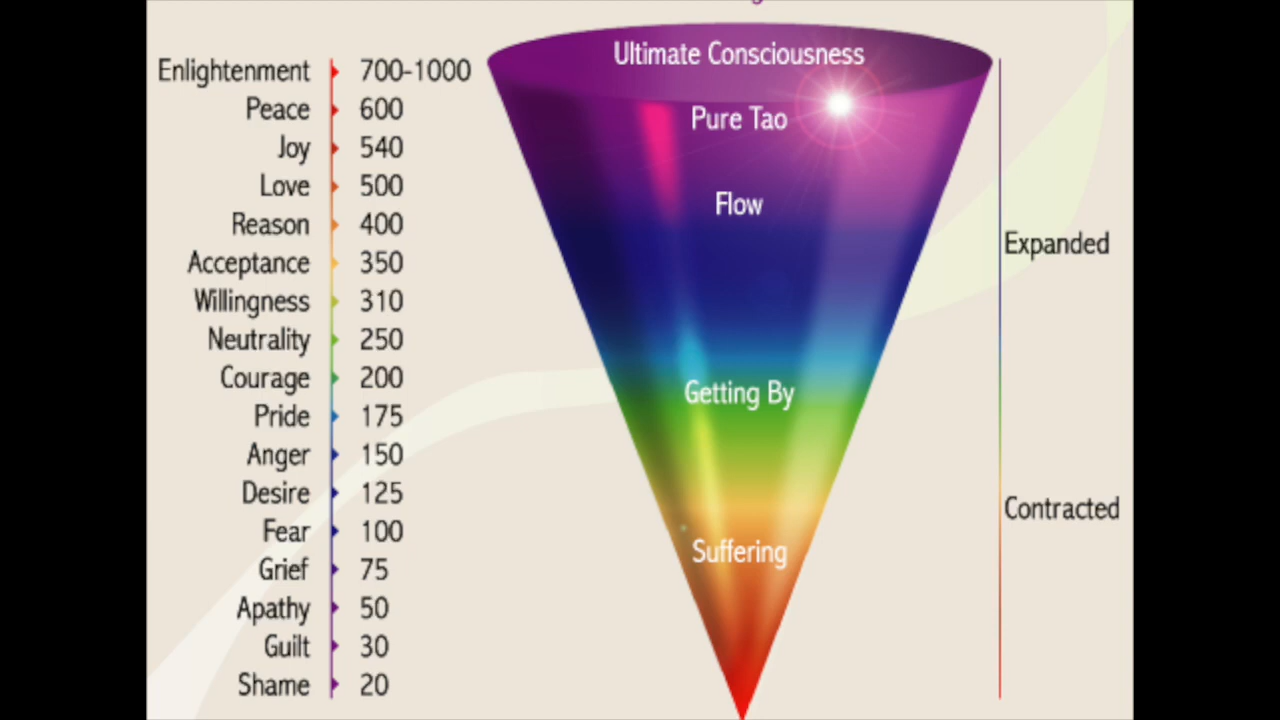 Enlightenment 700-1000
Peace 600
Joy 540
Love 500
Reason 400
Acceptance 350
Willingness 310
Neutrality 250
Courage 200
Pride 175
Anger 150
Desire 125
Fear 100
Grief 75
Apathy 50
Guilt 30
Shame 20
Ultimate Consciousness
Pure Tao
Flow
Getting By
Suffering
Expanded
Contracted